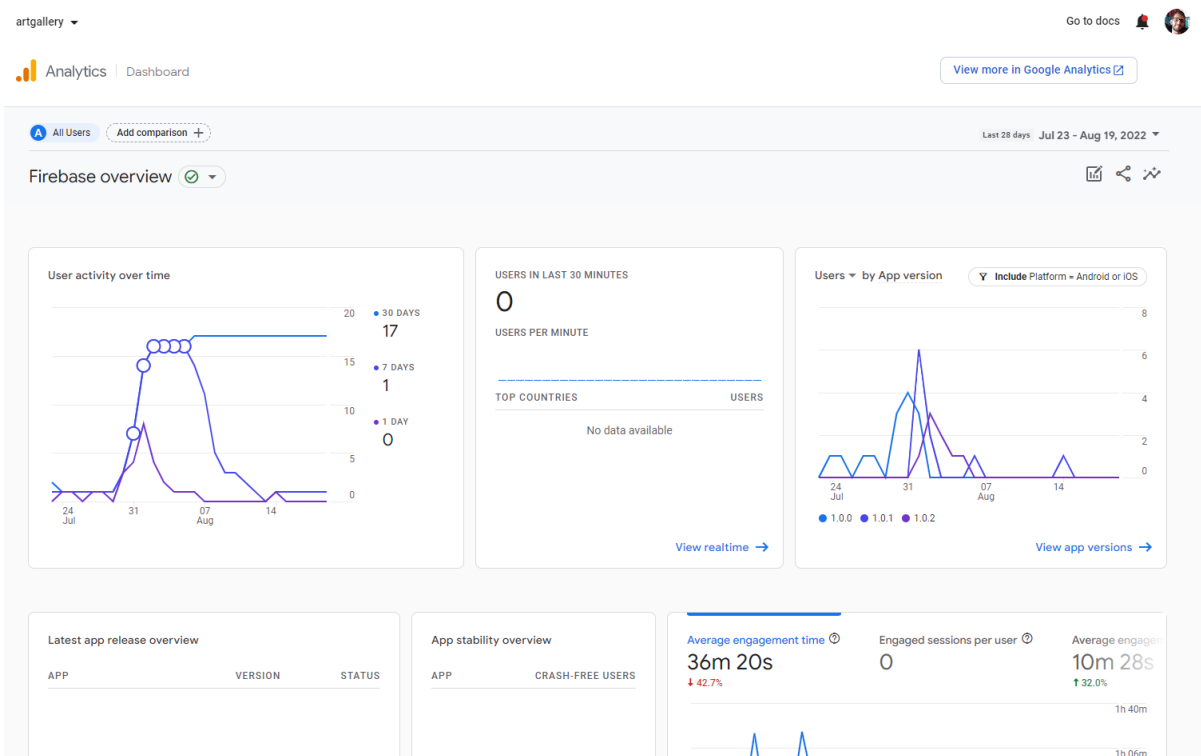 artgallery
Go to docs
Analytics
Dashboard
View more in Google Analytics
A All Users
Add comparison +
Last 28 days Jul 23 - Aug 19, 2022
Firebase overview
User activity over time
20
15
10
5
0
24
Jul
31
07
Aug
14
30 DAYS
17
7 DAYS
1
1 DAY
0
USERS IN LAST 30 MINUTES
0
USERS PER MINUTE
TOP COUNTRIES USERS
No data available
View realtime
Users by App version
Include Platform = Android or iOS
8
6
4
2
0
24
Jul
31
07
Aug
14
1.0.0 1.0.1 1.0.2
View app versions
Latest app release overview
APP VERSION STATUS
App stability overview
APP CRASH-FREE USERS
Average engagement time
36m 20s
42.7%
Engaged sessions per user
0
Average engagem
10m 28s
32.0%
1h 40m
1h 06m